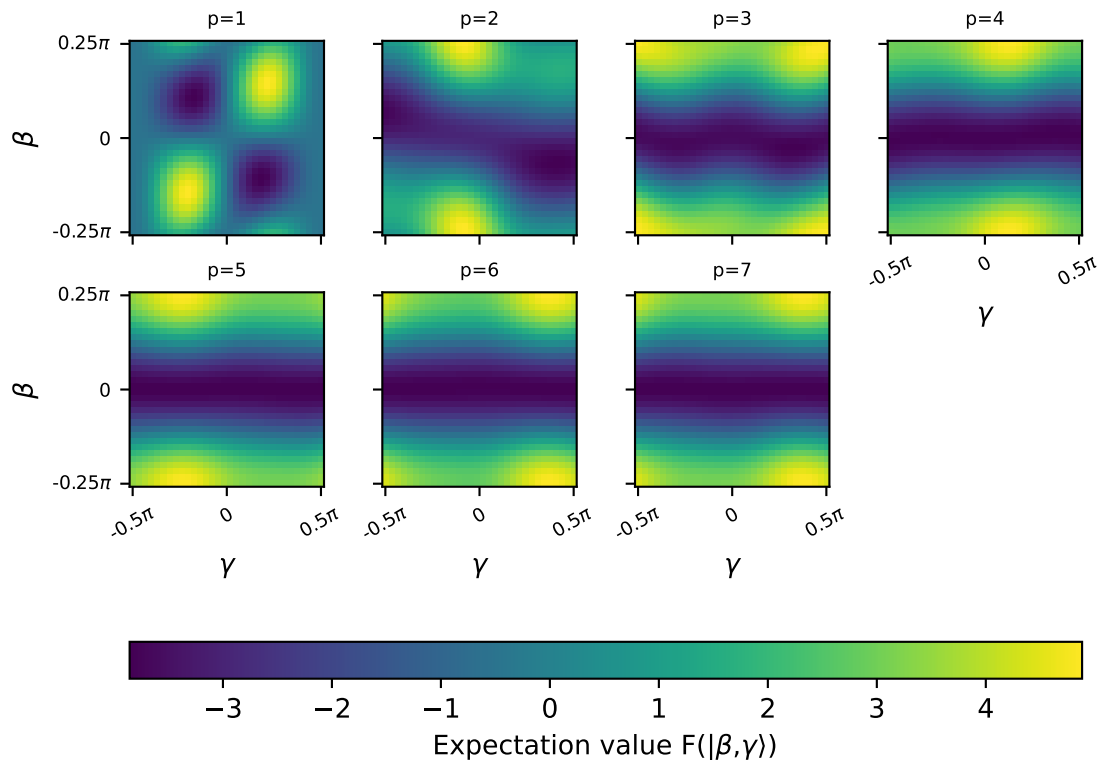 p=1 p=2 p=3 p=4
0.25π
β
0
-0.25π
p=5 p=6 p=7
-0.5π 0 0.5π
γ
0.25π
β
0
-0.25π
-0.5π 0 0.5π -0.5π 0 0.5π -0.5π 0 0.5π
γ γ γ
−3 −2 −1 0 1 2 3 4
Expectation value F(|β,γ⟩)